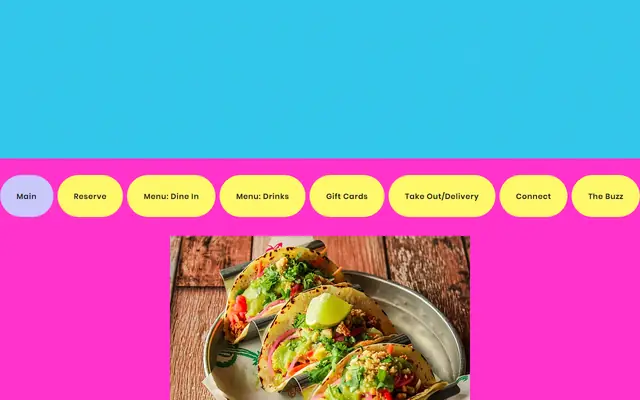 Main
Reserve
Menu: Dine In
Menu: Drinks
Gift Cards
Take Out/Delivery
Connect
The Buzz